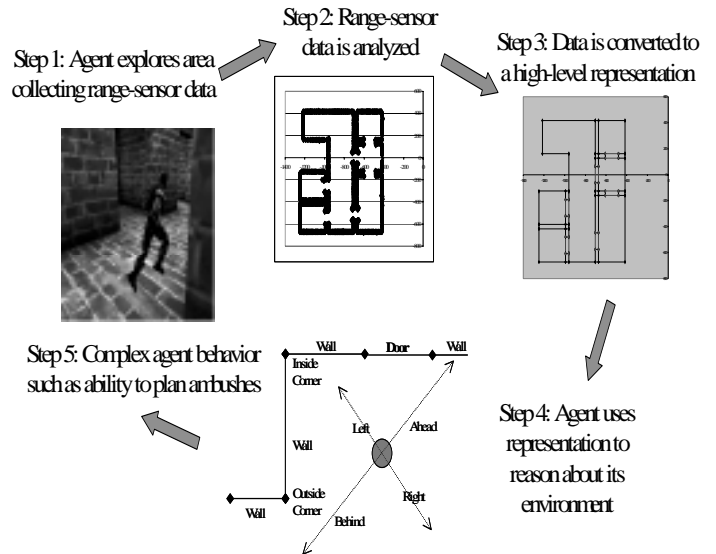 Step 1: Agent explores area
collecting range-sensor data
Step 2: Range-sensor
data is analyzed
Step 3: Data is converted to
a high-level representation
Step 4: Agent uses
representation to
reason about its
environment
Step 5: Complex agent behavior
such as ability to plan ambushes
Wall
Door
Wall
Inside
Corner
Left
Ahead
Wall
Outside
Corner
Right
Wall
Behind